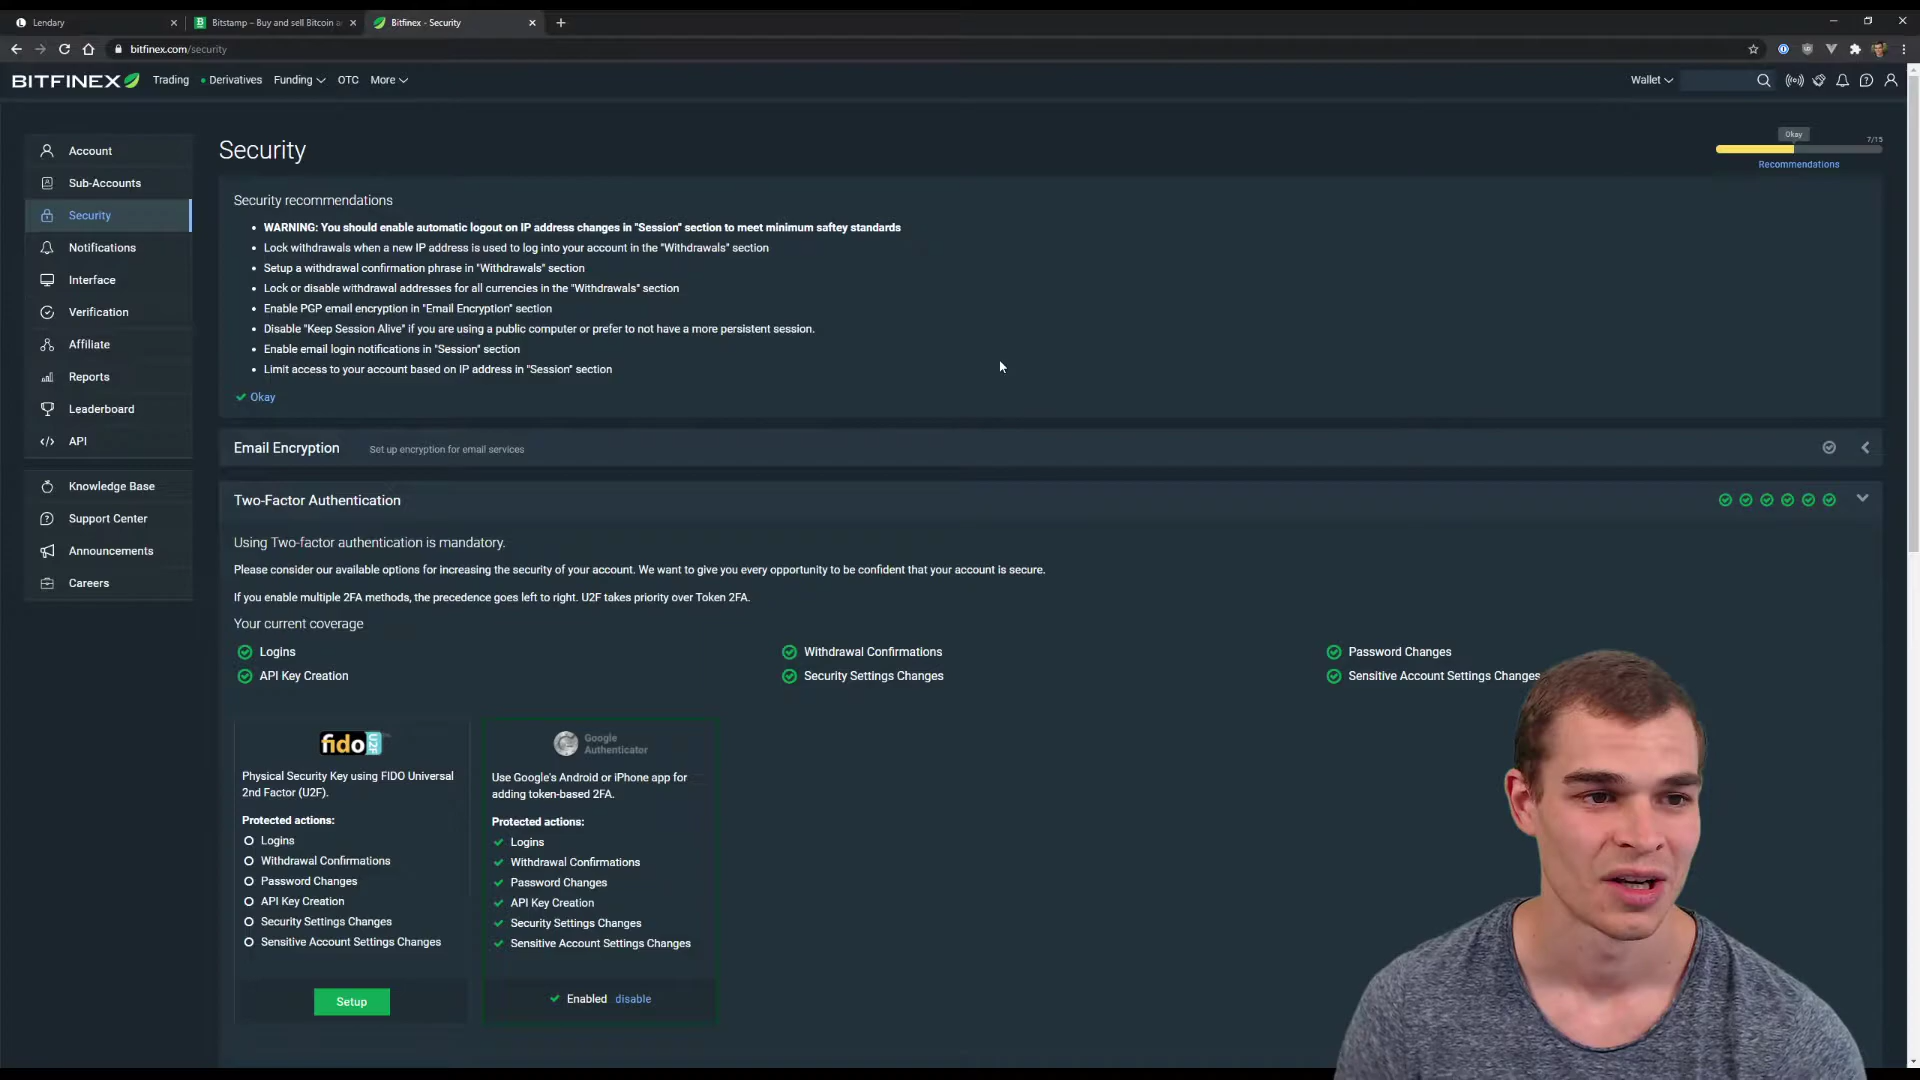 Lendary
Bitstamp – Buy and sell Bitcoin a
Bitfinex - Security
bitfinex.com/security
BITFINEX
Trading
Derivatives
Funding
OTC
More
Wallet
Account
Sub-Accounts
Security
Notifications
Interface
Verification
Affiliate
Reports
Leaderboard
API
Knowledge Base
Support Center
Announcements
Careers
Security
Okay
7/15
Recommendations
Security recommendations
WARNING: You should enable automatic logout on IP address changes in "Session" section to meet minimum saftey standards
Lock withdrawals when a new IP address is used to log into your account in the "Withdrawals" section
Setup a withdrawal confirmation phrase in "Withdrawals" section
Lock or disable withdrawal addresses for all currencies in the "Withdrawals" section
Enable PGP email encryption in "Email Encryption" section
Disable "Keep Session Alive" if you are using a public computer or prefer to not have a more persistent session.
Enable email login notifications in "Session" section
Limit access to your account based on IP address in "Session" section
Okay
Email Encryption Set up encryption for email services
Two-Factor Authentication
Using Two-factor authentication is mandatory.
Please consider our available options for increasing the security of your account. We want to give you every opportunity to be confident that your account is secure.
If you enable multiple 2FA methods, the precedence goes left to right. U2F takes priority over Token 2FA.
Your current coverage
Logins
Withdrawal Confirmations
Password Changes
API Key Creation
Security Settings Changes
Sensitive Account Settings Changes
fido U2F
Physical Security Key using FIDO Universal
2nd Factor (U2F).
Protected actions:
Logins
Withdrawal Confirmations
Password Changes
API Key Creation
Security Settings Changes
Sensitive Account Settings Changes
Setup
Google
Authenticator
Use Google's Android or iPhone app for
adding token-based 2FA.
Protected actions:
Logins
Withdrawal Confirmations
Password Changes
API Key Creation
Security Settings Changes
Sensitive Account Settings Changes
Enabled disable